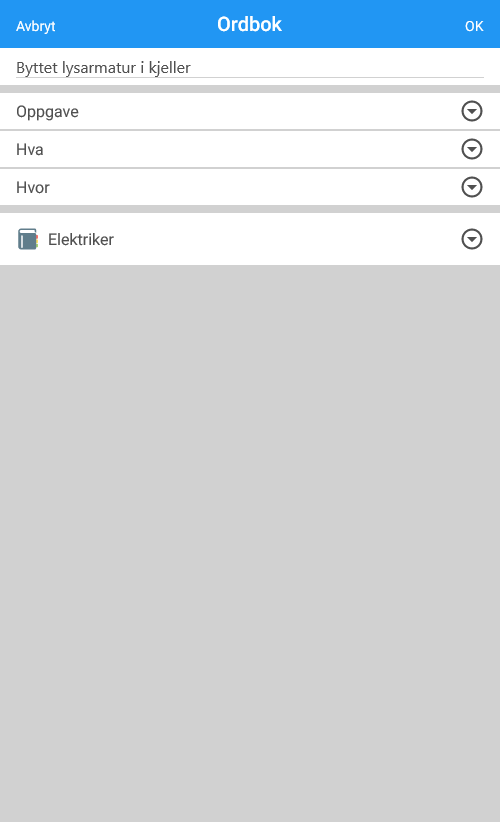 Avbryt Ordbok OK
Byttet lysarmatur i kjeller
Oppgave
Hva
Hvor
Elektriker